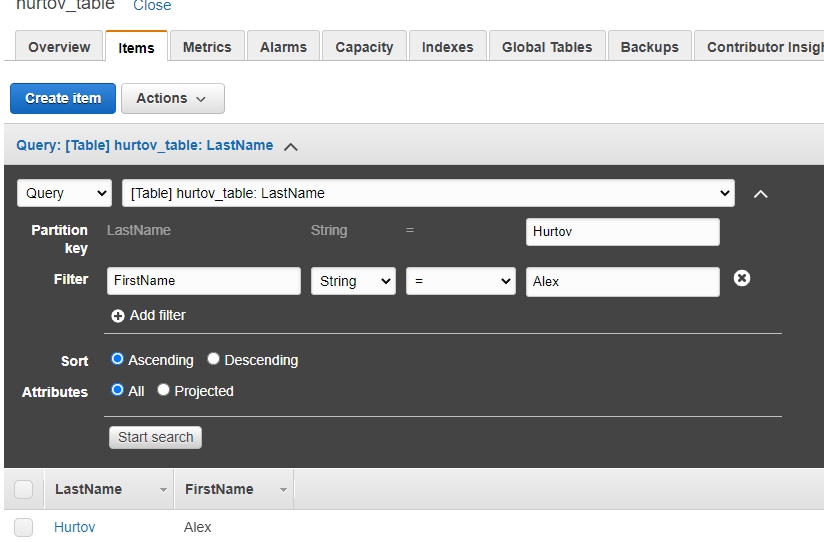 hurtov_table Close
Overview Items Metrics Alarms Capacity Indexes Global Tables Backups Contributor Insigh
Create item Actions
Query: [Table] hurtov_table: LastName
Query [Table] hurtov_table: LastName
Partition key LastName String = Hurtov
Filter FirstName String = Alex
Add filter
Sort Ascending Descending
Attributes All Projected
Start search
LastName FirstName
Hurtov Alex